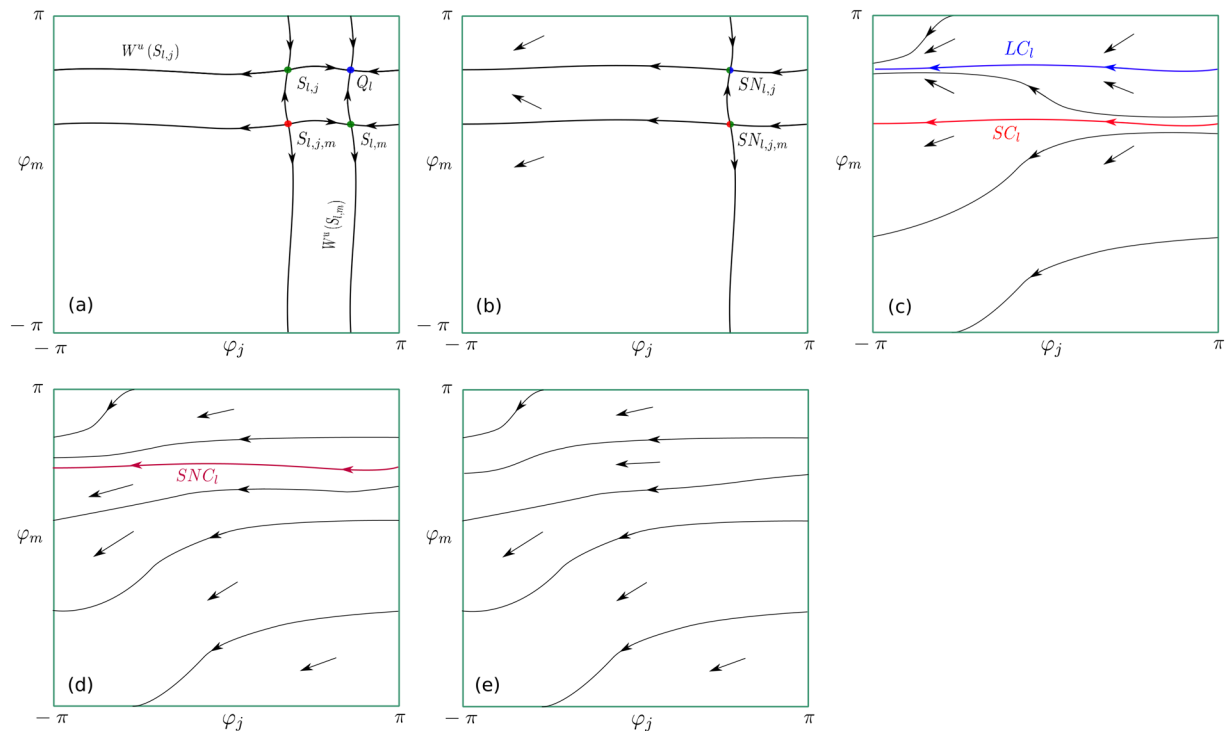 π
W^u(S_{l,j})
S_{l,j}
Q_l
S_{l,j,m}
S_{l,m}
φ_m
W^u(S_{l,m})
(a)
− π
− π
φ_j
π
π
SN_{l,j}
SN_{l,j,m}
(b)
− π
− π
φ_j
π
π
LC_l
SC_l
φ_m
(c)
− π
φ_j
π
π
SNC_l
φ_m
(d)
− π
φ_j
π
π
φ_m
(e)
− π
φ_j
π